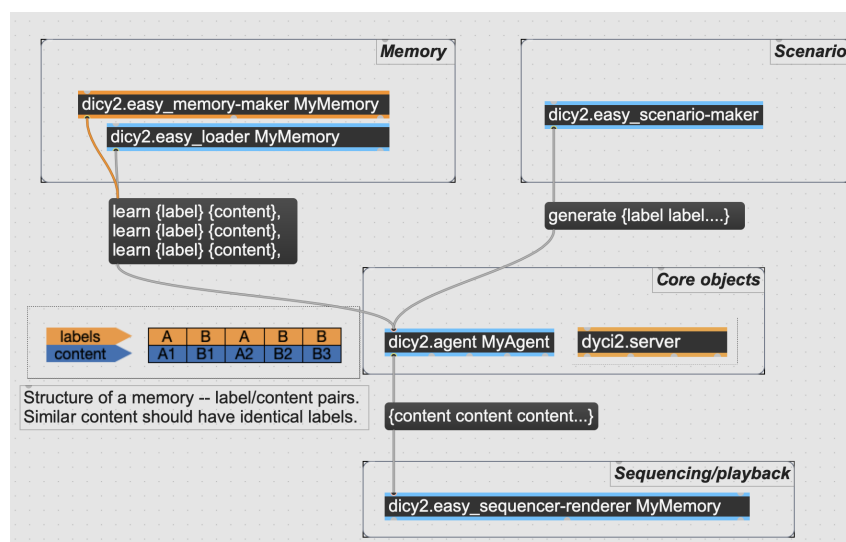 Memory
Scenario
dicy2.easy_memory-maker MyMemory
dicy2.easy_loader MyMemory
dicy2.easy_scenario-maker
learn {label} {content},
learn {label} {content},
learn {label} {content},
generate {label label....}
Core objects
labels A B A B B
content A1 B1 A2 B2 B3
dicy2.agent MyAgent
dyci2.server
Structure of a memory -- label/content pairs.
Similar content should have identical labels.
{content content content...}
Sequencing/playback
dicy2.easy_sequencer-renderer MyMemory